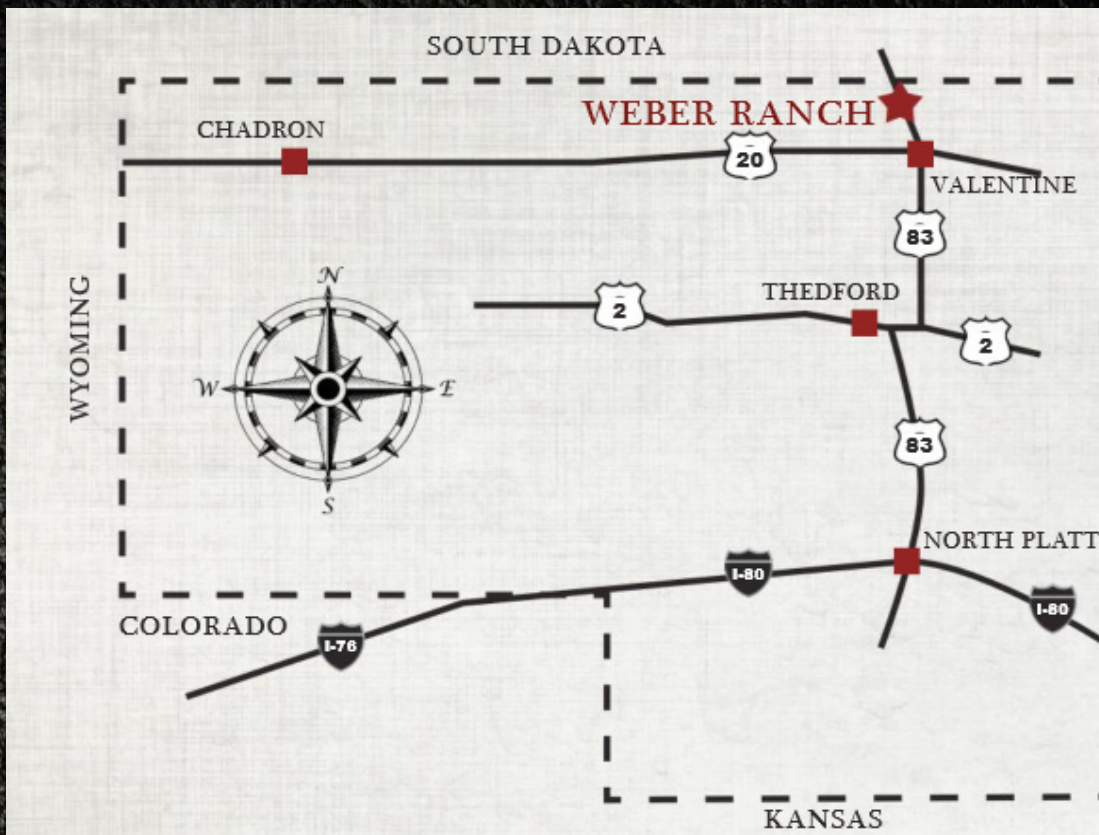 SOUTH DAKOTA
WEBER RANCH
CHADRON
20
VALENTINE
83
N
WYOMING
2
THEDFORD
2
W
E
83
S
NORTH PLATT
I-80
I-80
COLORADO
I-76
KANSAS